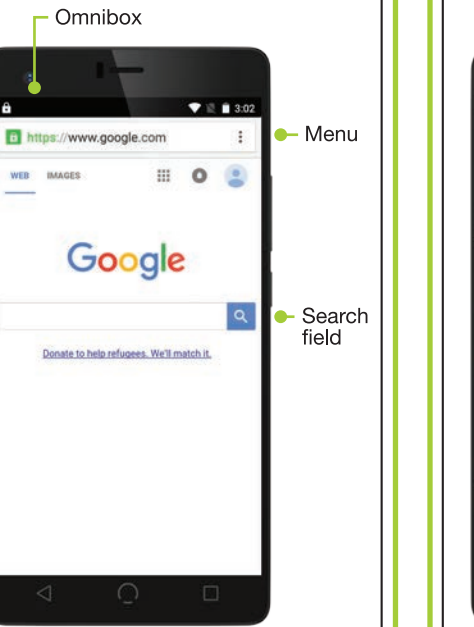 Omnibox
3:02
https://www.google.com
Menu
WEB
IMAGES
Google
Search
field
Donate to help refugees. We'll match it.